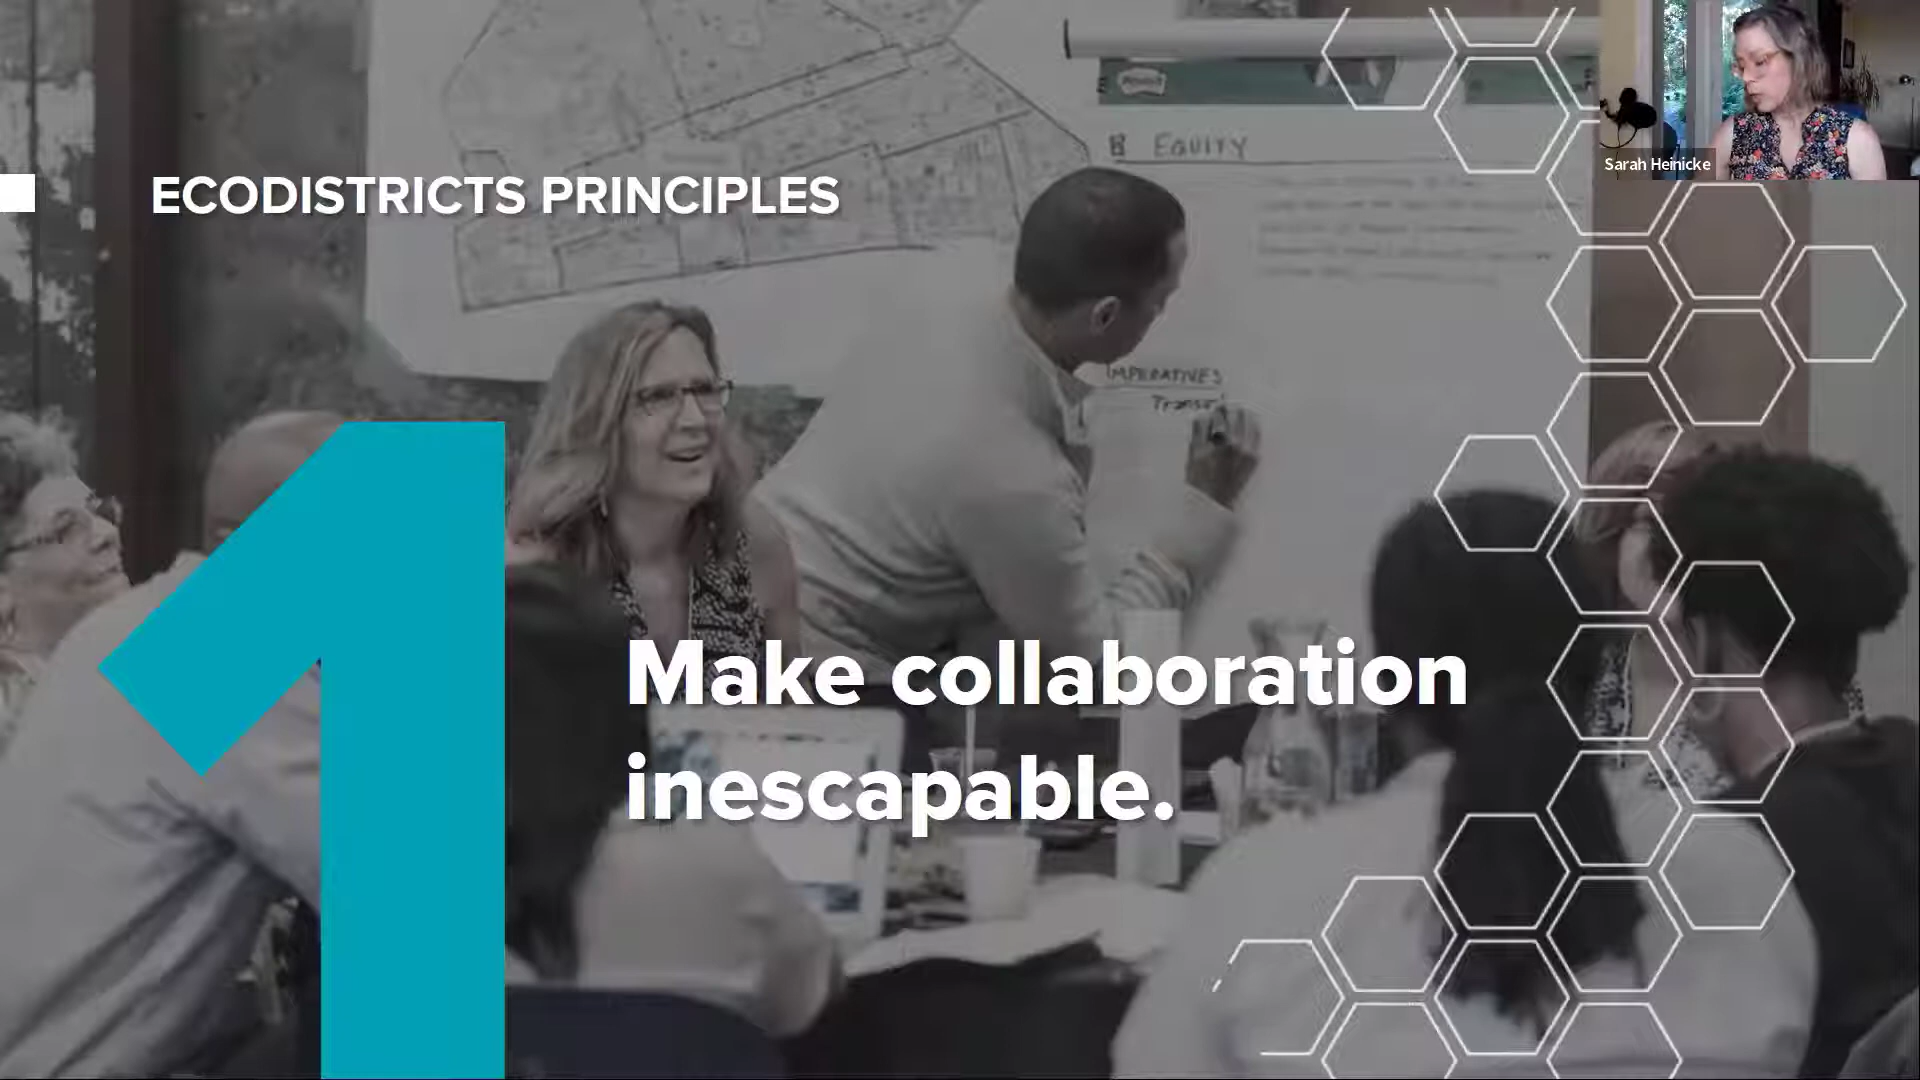 Sarah Heinicke
EQUITY
ECODISTRICTS PRINCIPLES
IMPERATIVES
1
Make collaboration
inescapable.